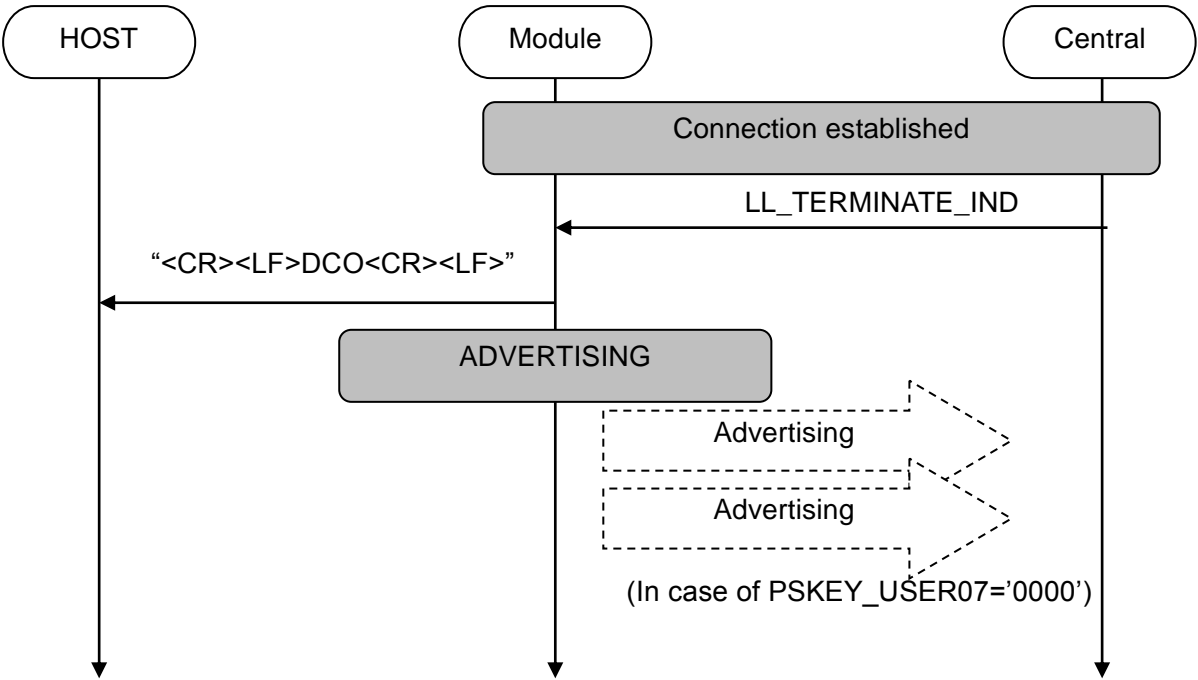 HOST
Module
Central
Connection established
LL_TERMINATE_IND
“<CR><LF>DCO<CR><LF>”
ADVERTISING
Advertising
Advertising
(In case of PSKEY_USER07=’0000’)